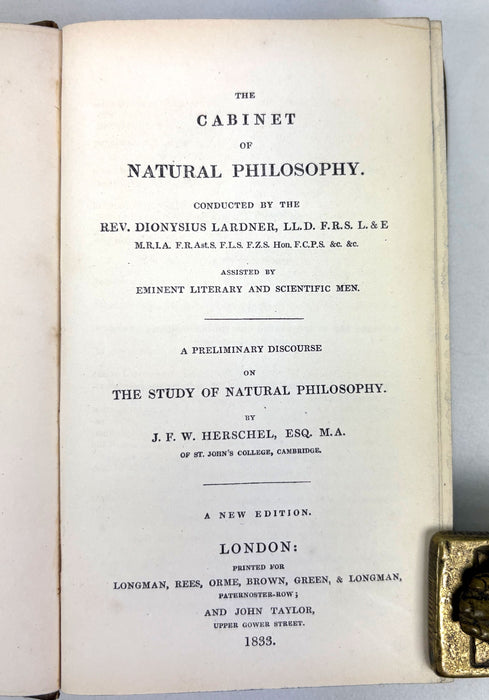 THE
CABINET
OF
NATURAL PHILOSOPHY.
CONDUCTED BY THE
REV. DIONYSIUS LARDNER, LL.D. F.R.S. L. & E
M.R.I.A. F.R.Ast.S. F.L.S. F.Z.S. Hon. F.C.P.S. &c. &c.
ASSISTED BY
EMINENT LITERARY AND SCIENTIFIC MEN.
A PRELIMINARY DISCOURSE
ON
THE STUDY OF NATURAL PHILOSOPHY.
BY
J. F. W. HERSCHEL, ESQ. M.A.
OF ST. JOHN'S COLLEGE, CAMBRIDGE.
A NEW EDITION.
LONDON:
PRINTED FOR
LONGMAN, REES, ORME, BROWN, GREEN, & LONGMAN,
PATERNOSTER-ROW;
AND JOHN TAYLOR,
UPPER GOWER STREET.
1833.